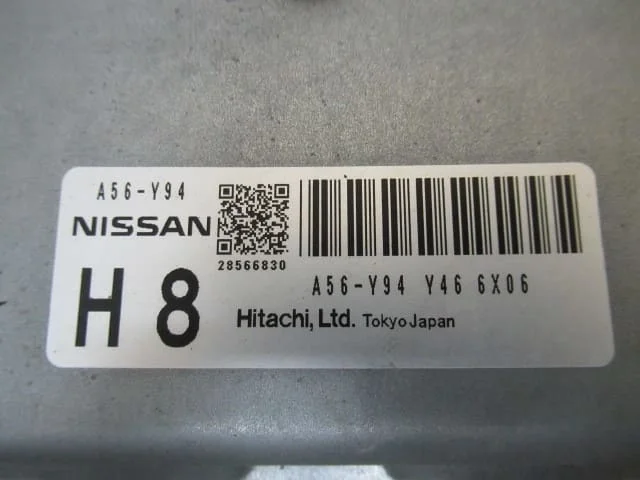 A56-Y94
NISSAN
28566830
H 8
A56-Y94 Y46 6X06
Hitachi, Ltd. Tokyo Japan